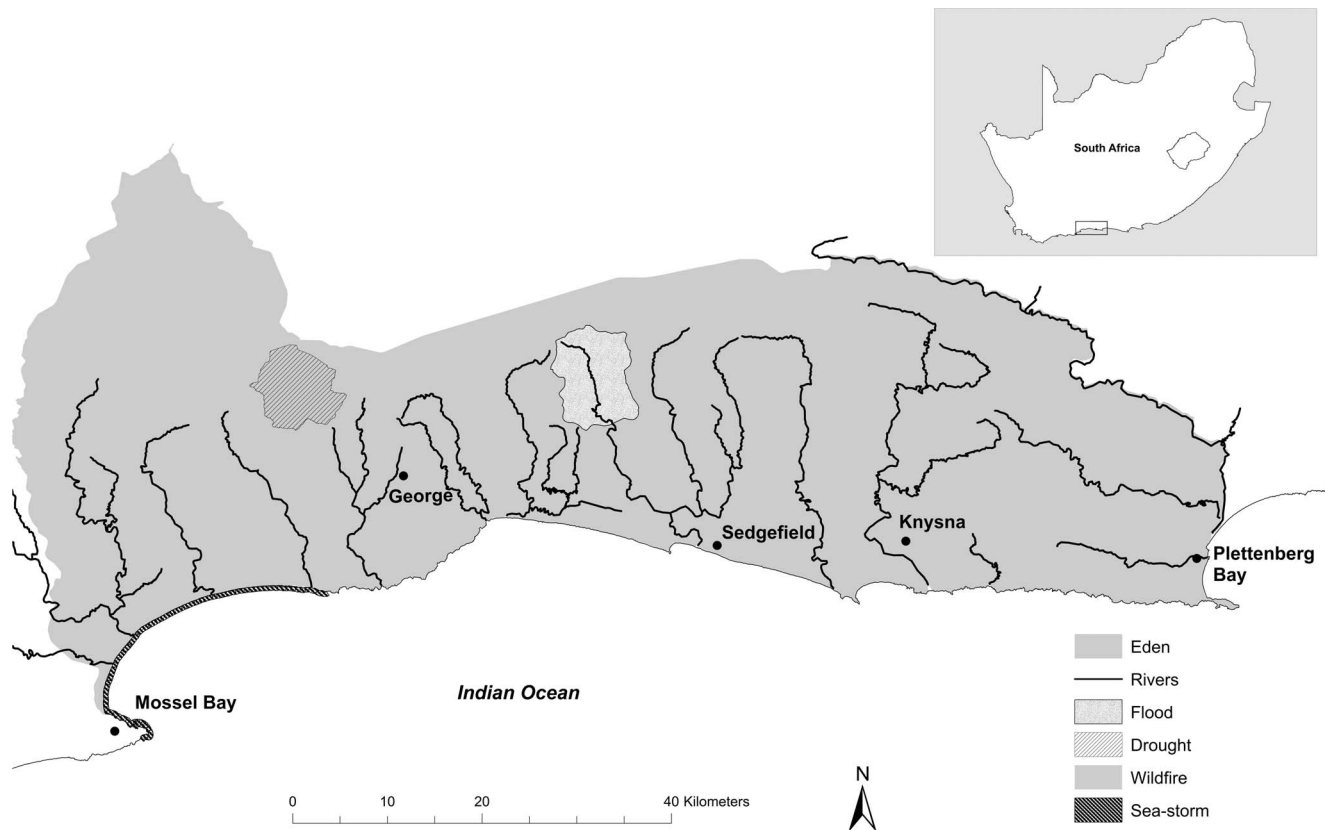 South Africa
George
Sedgefield
Knysna
Plettenberg
Bay
Mossel Bay
Indian Ocean
Eden
Rivers
Flood
Drought
Wildfire
Sea-storm
N
0 10 20 40 Kilometers